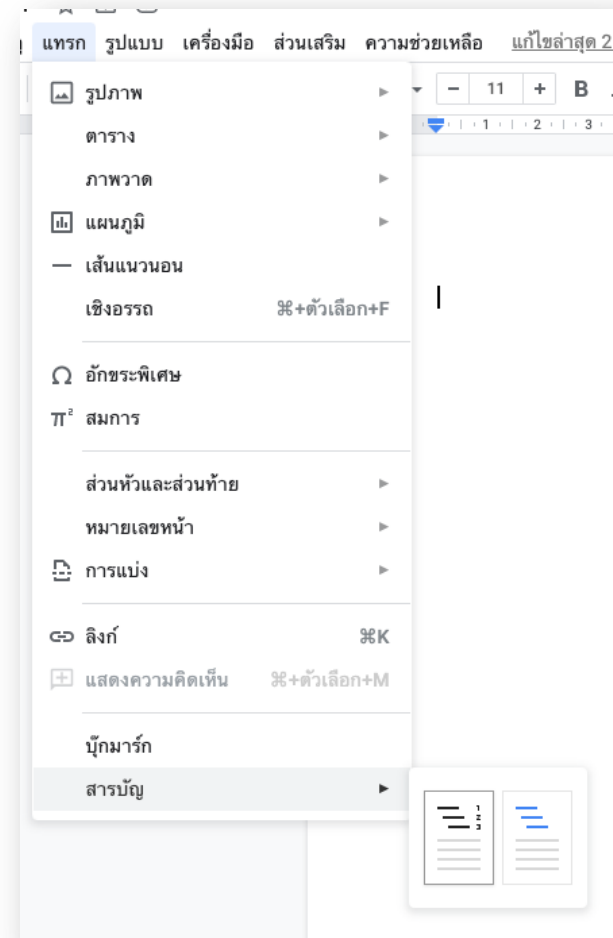 แทรก รูปแบบ เครื่องมือ ส่วนเสริม ความช่วยเหลือ แก้ไขล่าสุด 2
รูปภาพ
− 11 + B
ตาราง
1 2 3
ภาพวาด
แผนภูมิ
เส้นแนวนอน
เชิงอรรถ ⌘+ตัวเลือก+F
Ω อักขระพิเศษ
π² สมการ
ส่วนหัวและส่วนท้าย
หมายเลขหน้า
การแบ่ง
ลิงก์ ⌘K
แสดงความคิดเห็น ⌘+ตัวเลือก+M
บุ๊กมาร์ก
สารบัญ
1
2
3